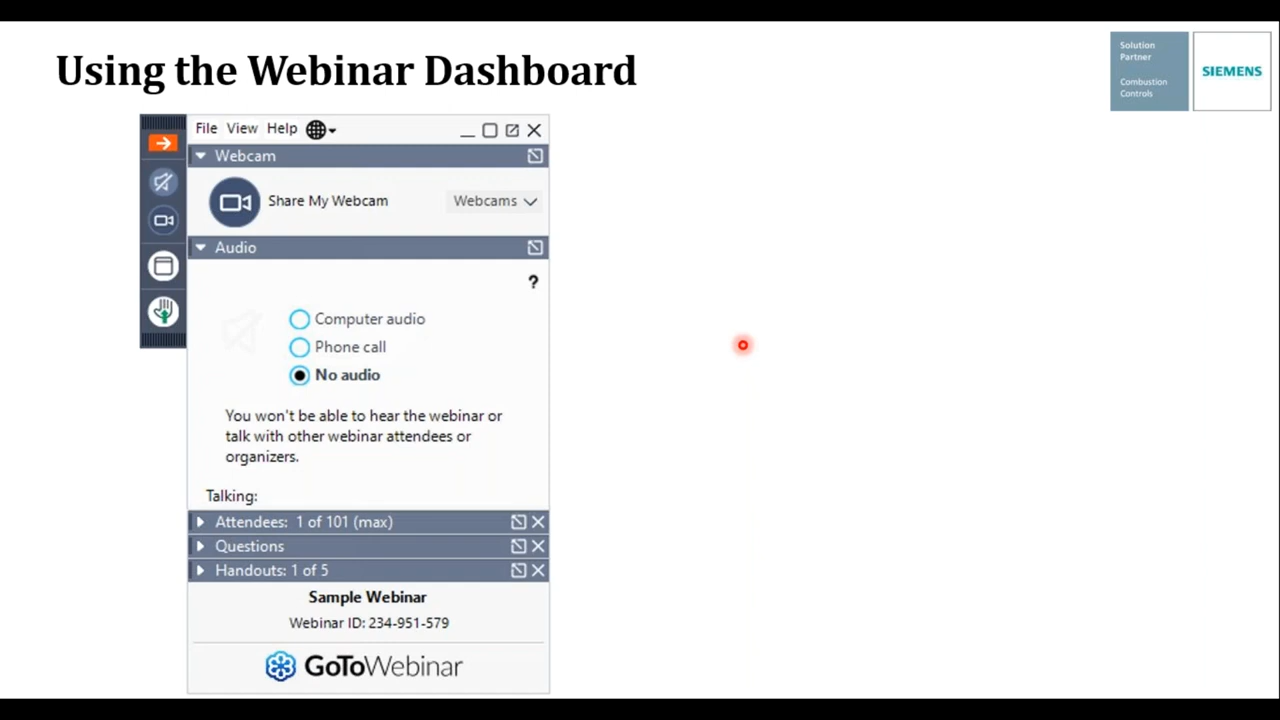 Using the Webinar Dashboard
Solution
Partner
Combustion
Controls
SIEMENS
File View Help
Webcam
Share My Webcam
Webcams
Audio
?
Computer audio
Phone call
No audio
You won't be able to hear the webinar or
talk with other webinar attendees or
organizers.
Talking:
Attendees: 1 of 101 (max)
Questions
Handouts: 1 of 5
Sample Webinar
Webinar ID: 234-951-579
GoToWebinar